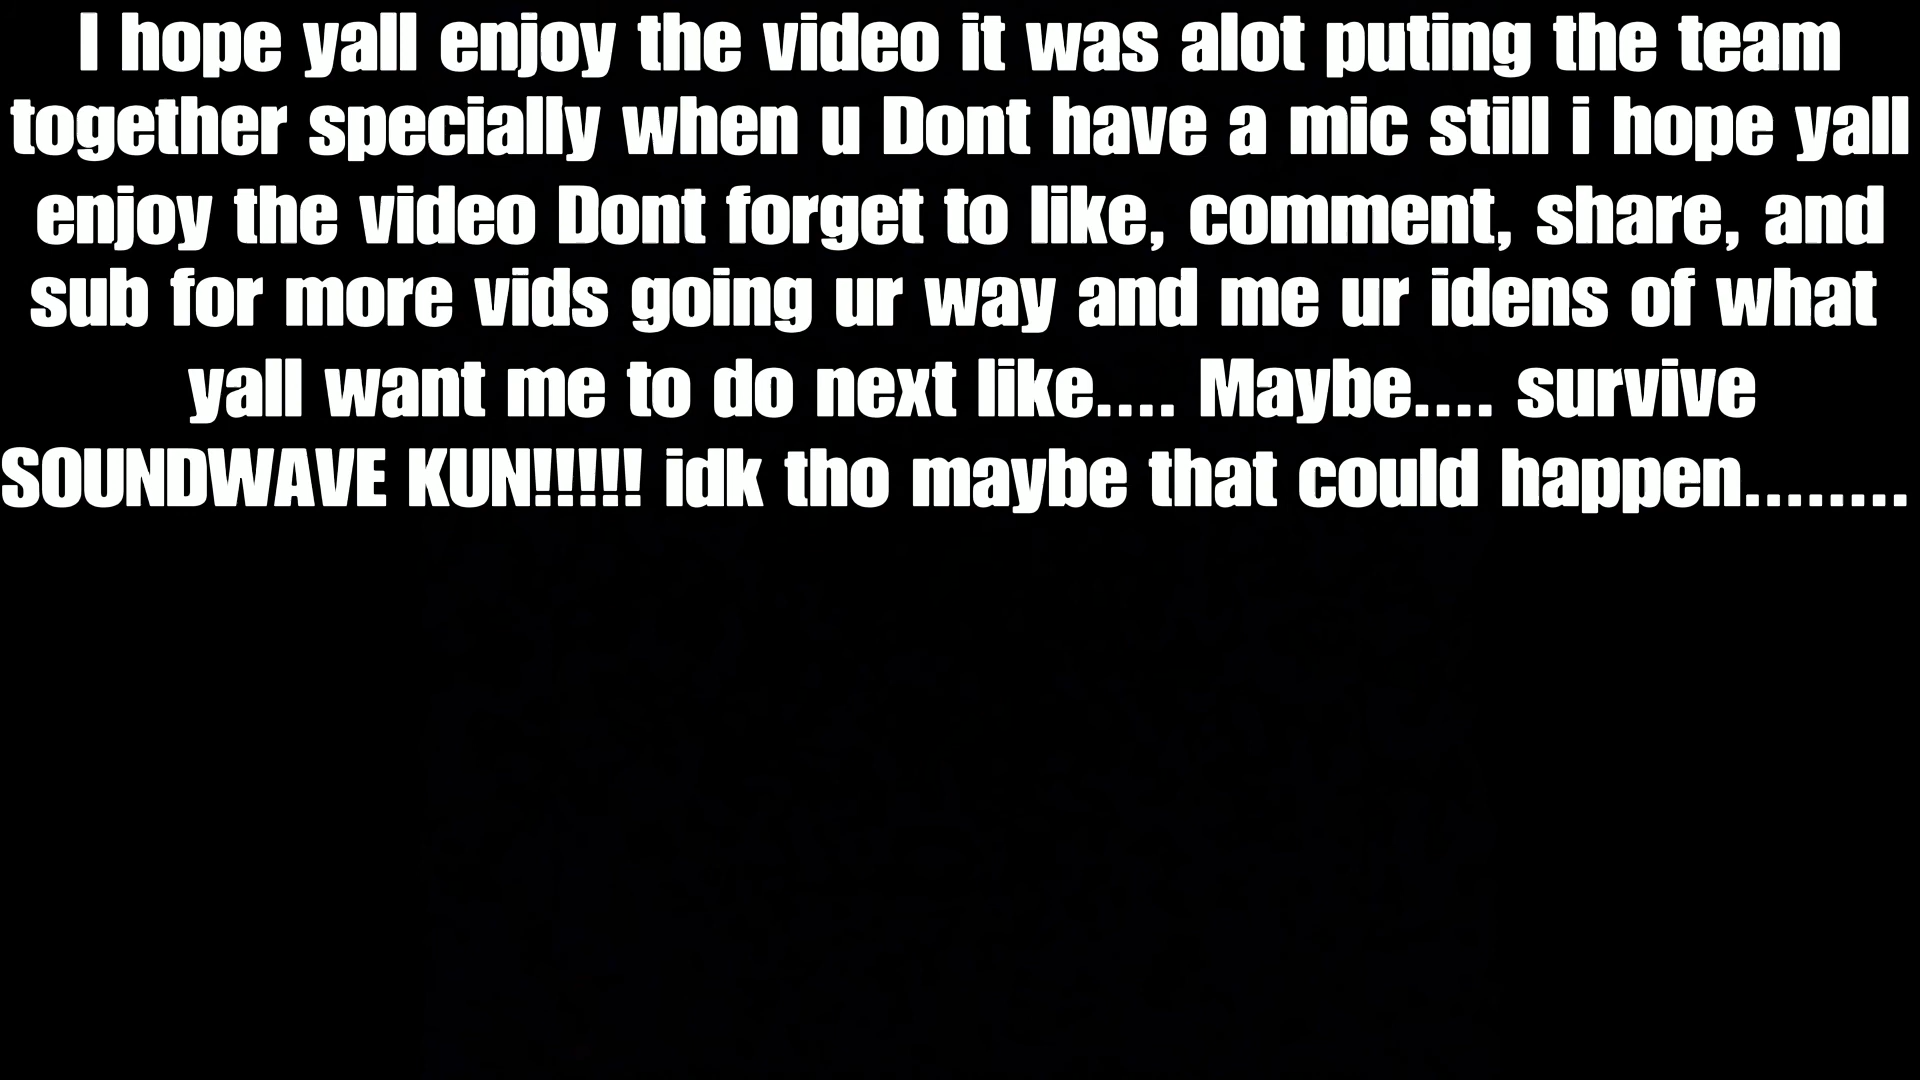 I hope yall enjoy the video it was alot puting the team
together specially when u Dont have a mic still i hope yall
enjoy the video Dont forget to like, comment, share, and
sub for more vids going ur way and me ur idens of what
yall want me to do next like.... Maybe.... survive
SOUNDWAVE KUN!!!!! idk tho maybe that could happen........